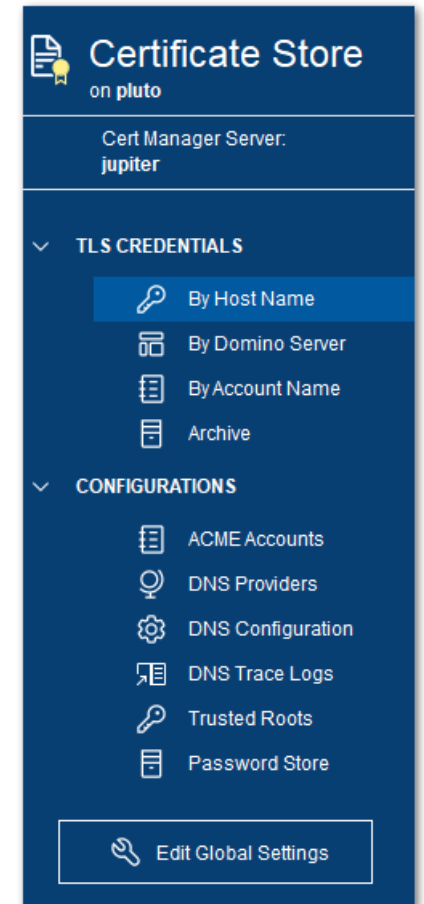 Certificate Store
on pluto
Cert Manager Server:
jupiter
TLS CREDENTIALS
By Host Name
By Domino Server
By Account Name
Archive
CONFIGURATIONS
ACME Accounts
DNS Providers
DNS Configuration
DNS Trace Logs
Trusted Roots
Password Store
Edit Global Settings